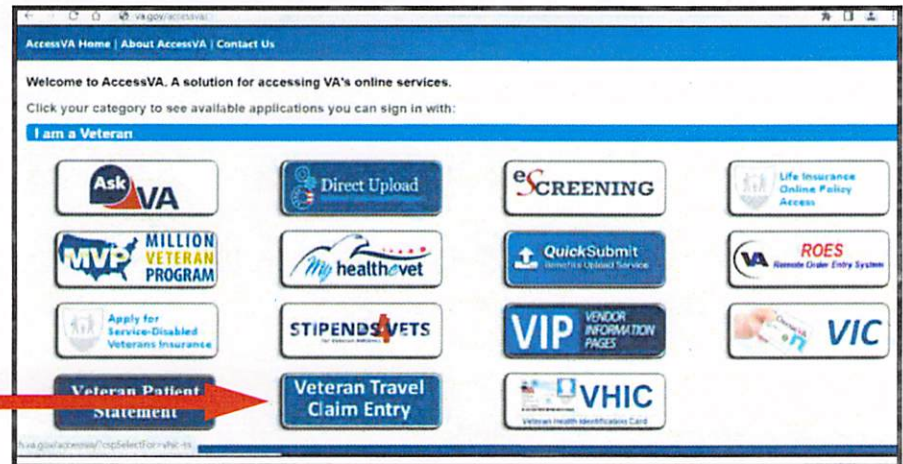 va.gov/accessva/
AccessVA Home | About AccessVA | Contact Us
Welcome to AccessVA. A solution for accessing VA's online services.
Click your category to see available applications you can sign in with:
I am a Veteran
Ask VA
Direct Upload
eSCREENING
Life Insurance
Online Policy
Access
MVP MILLION
VETERAN
PROGRAM
My healthevet
QuickSubmit
Benefits Upload Service
VA ROES
Remote Order Entry System
Apply for
Service-Disabled
Veterans Insurance
STIPENDS4VETS
VIP VENDOR
INFORMATION
PAGES
VIC
Veteran Patient
Statement
Veteran Travel
Claim Entry
VHIC
Veteran Health Identification Card